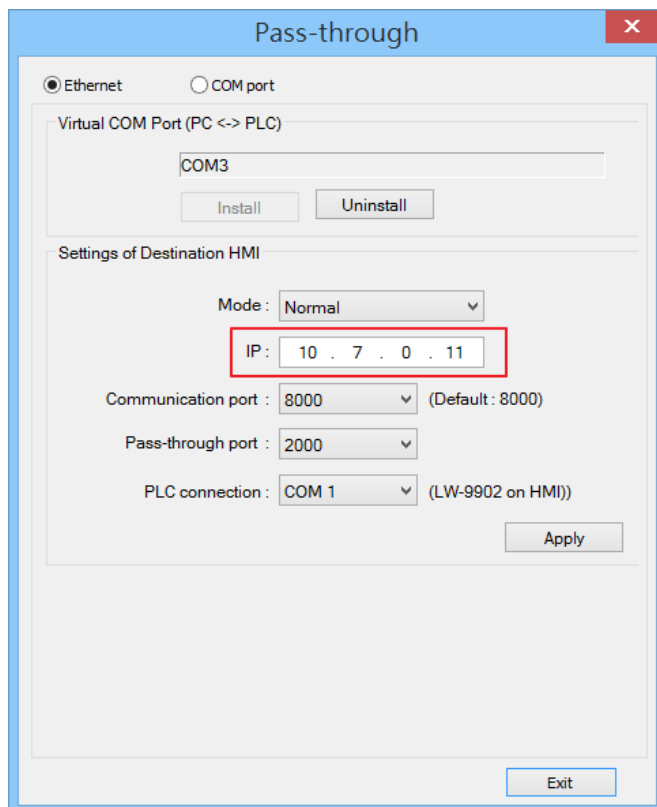 Pass-through
Ethernet COM port
Virtual COM Port (PC <-> PLC)
COM3
Install Uninstall
Settings of Destination HMI
Mode : Normal
IP : 10 . 7 . 0 . 11
Communication port : 8000 (Default : 8000)
Pass-through port : 2000
PLC connection : COM 1 (LW-9902 on HMI))
Apply
Exit